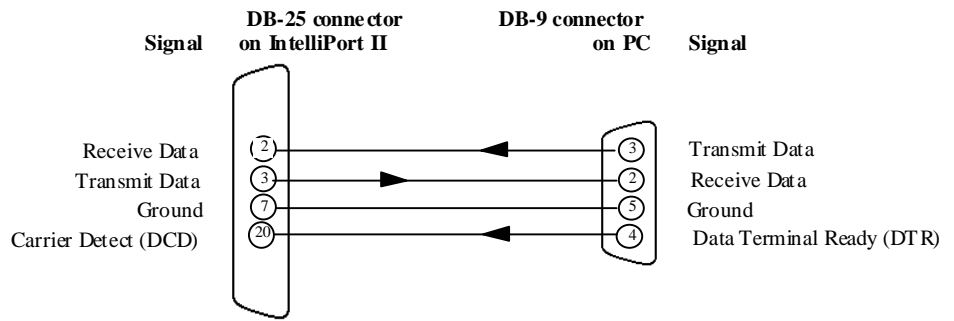 DB-25 connector DB-9 connector
Signal on IntelliPort II on PC Signal
Receive Data 2 3 Transmit Data
Transmit Data 3 2 Receive Data
Ground 7 5 Ground
Carrier Detect (DCD) 20 4 Data Terminal Ready (DTR)